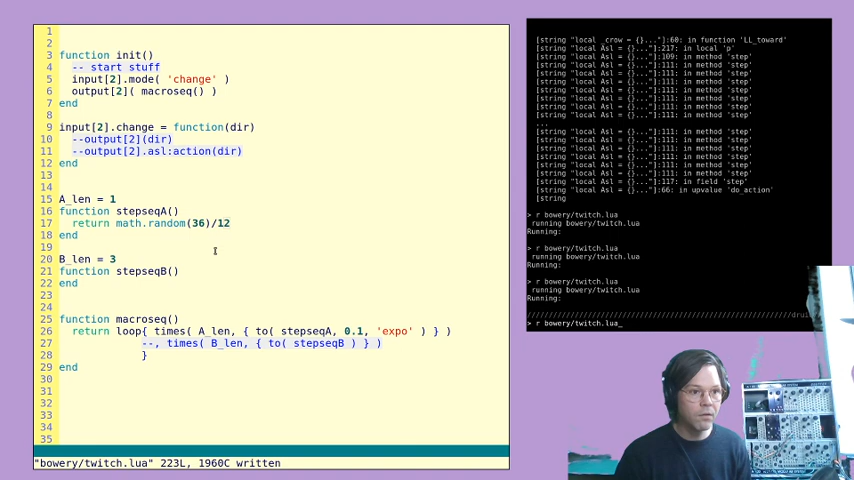 1
2
3 function init()
4 -- start stuff
5 input[2].mode( 'change' )
6 output[2]( macroseq() )
7 end
8
9 input[2].change = function(dir)
10 --output[2](dir)
11 --output[2].asl:action(dir)
12 end
13
14
15 A_len = 1
16 function stepseqA()
17 return math.random(36)/12
18 end
19
20 B_len = 3
21 function stepseqB()
22 end
23
24
25 function macroseq()
26 return loop{ times( A_len, { to( stepseqA, 0.1, 'expo' ) } )
27 --, times( B_len, { to( stepseqB ) } )
28 }
29 end
30
31
32
33
34
35
"bowery/twitch.lua" 223L, 1960C written
[string "local _crow = {}..."]:60: in function 'LL_toward'
[string "local Asl = {}..."]:217: in local 'p'
[string "local Asl = {}..."]:109: in method 'step'
[string "local Asl = {}..."]:111: in method 'step'
[string "local Asl = {}..."]:111: in method 'step'
[string "local Asl = {}..."]:111: in method 'step'
[string "local Asl = {}..."]:111: in method 'step'
[string "local Asl = {}..."]:111: in method 'step'
[string "local Asl = {}..."]:111: in method 'step'
[string "local Asl = {}..."]:111: in method 'step'
...
[string "local Asl = {}..."]:111: in method 'step'
[string "local Asl = {}..."]:111: in method 'step'
[string "local Asl = {}..."]:111: in method 'step'
[string "local Asl = {}..."]:111: in method 'step'
[string "local Asl = {}..."]:111: in method 'step'
[string "local Asl = {}..."]:111: in method 'step'
[string "local Asl = {}..."]:117: in field 'step'
[string "local Asl = {}..."]:66: in upvalue 'do_action'
[string
> r bowery/twitch.lua
running bowery/twitch.lua
Running:
> r bowery/twitch.lua
running bowery/twitch.lua
Running:
> r bowery/twitch.lua
running bowery/twitch.lua
Running:
> r bowery/twitch.lua_